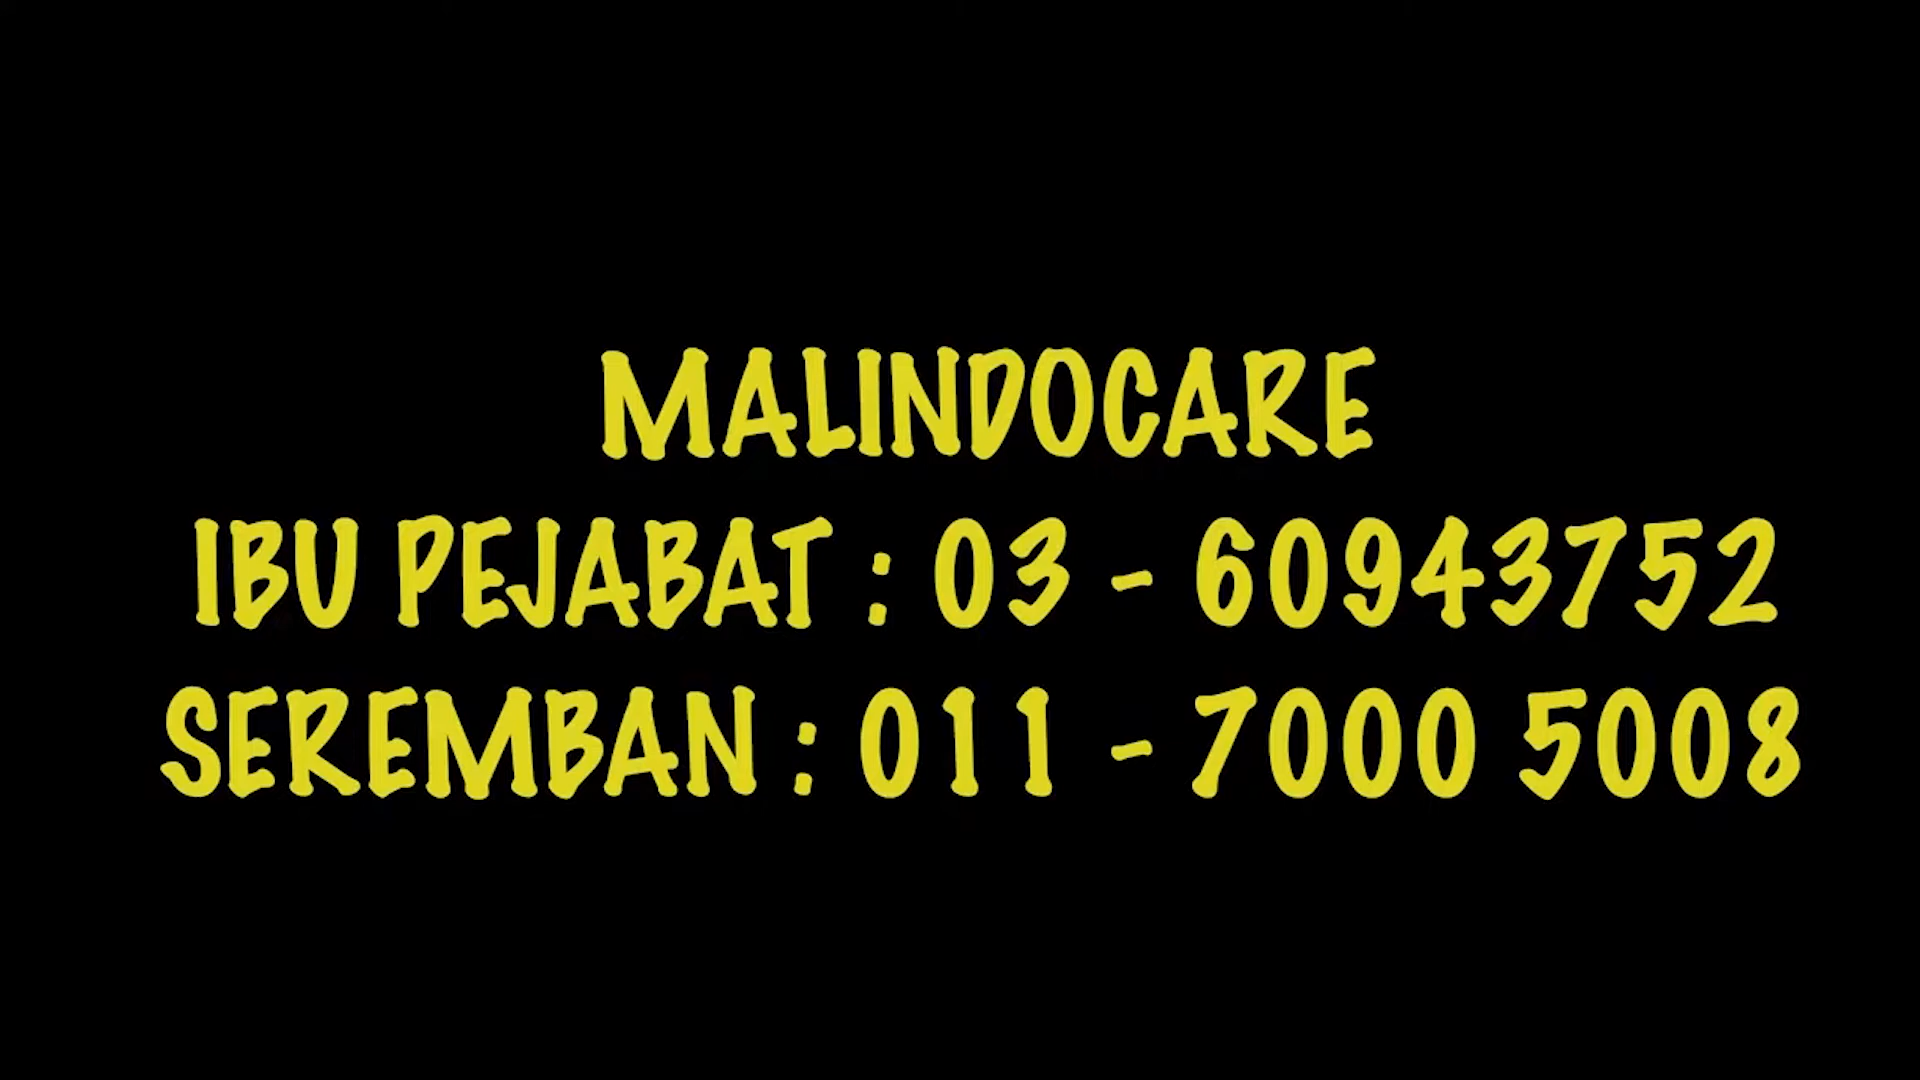 MALINDOCARE
IBU PEJABAT : 03 - 60943752
SEREMBAN : 011 - 7000 5008